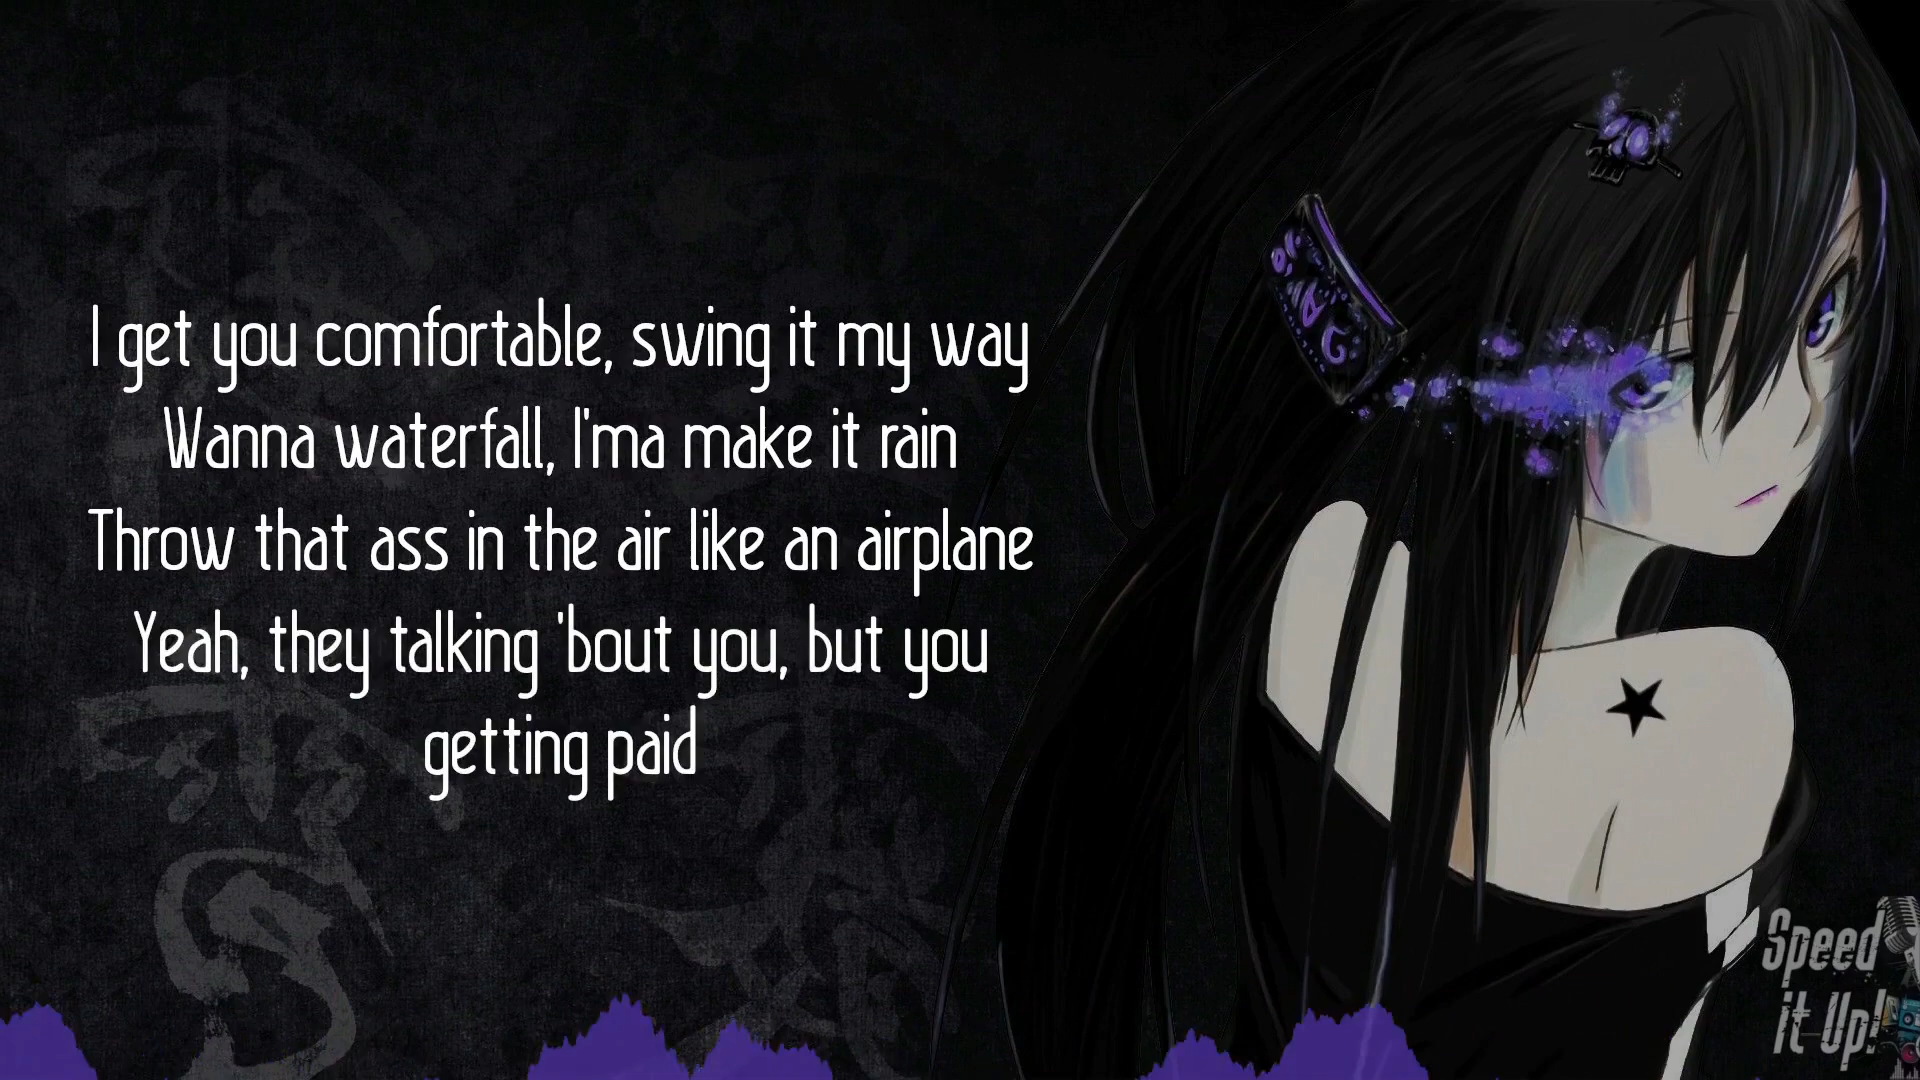 I get you comfortable, swing it my way
Wanna waterfall, I'ma make it rain
Throw that ass in the air like an airplane
Yeah, they talking 'bout you, but you
getting paid
Speed
it Up!